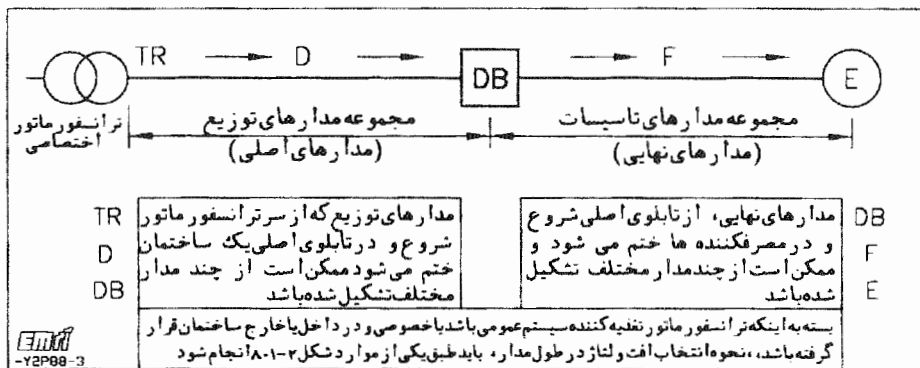 TR D DB F E
ترانسفورماتور
اختصاصی
مجموعه مدارهای توزیع
(مدارهای اصلی)
مجموعه مدارهای تاسیسات
(مدارهای نهایی)
TR
D
DB
مدارهای توزیع که از سر ترانسفورماتور
شروع و در تابلوی اصلی یک ساختمان
ختم می شود ممکن است از چند مدار
مختلف تشکیل شده باشد
مدارهای نهایی، از تابلوی اصلی شروع
و در مصرفکننده ها ختم می شود و
ممکن است از چند مدار مختلف تشکیل
شده باشد
DB
F
E
بسته به اینکه ترانسفورماتور تغذیه کننده سیستم عمومی باشد یا خصوصی و در داخل یا خارج ساختمان قرار
گرفته باشد، نحوه انتخاب افت ولتاژ در طول مدار، باید طبق یکی از موارد شکل ۲-۱-۸ انجام شود
-Y2P88-3